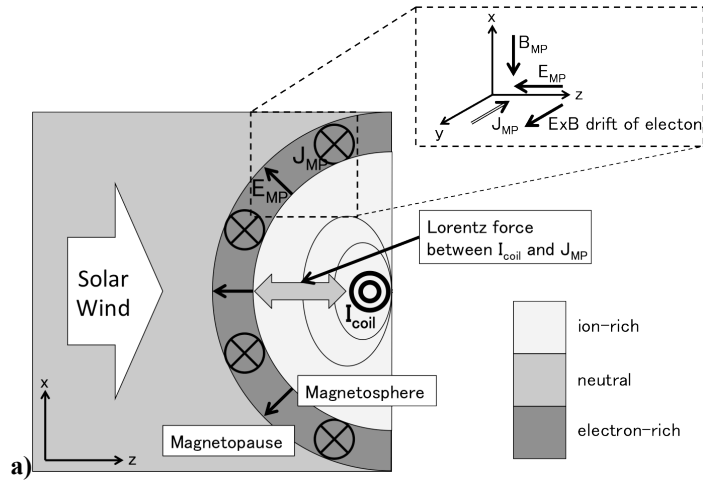 x
B_MP
E_MP
z
y
J_MP
ExB drift of electon
J_MP
E_MP
Lorentz force
between I_coil and J_MP
Solar
Wind
I_coil
ion-rich
neutral
electron-rich
Magnetosphere
Magnetopause
x
z
a)